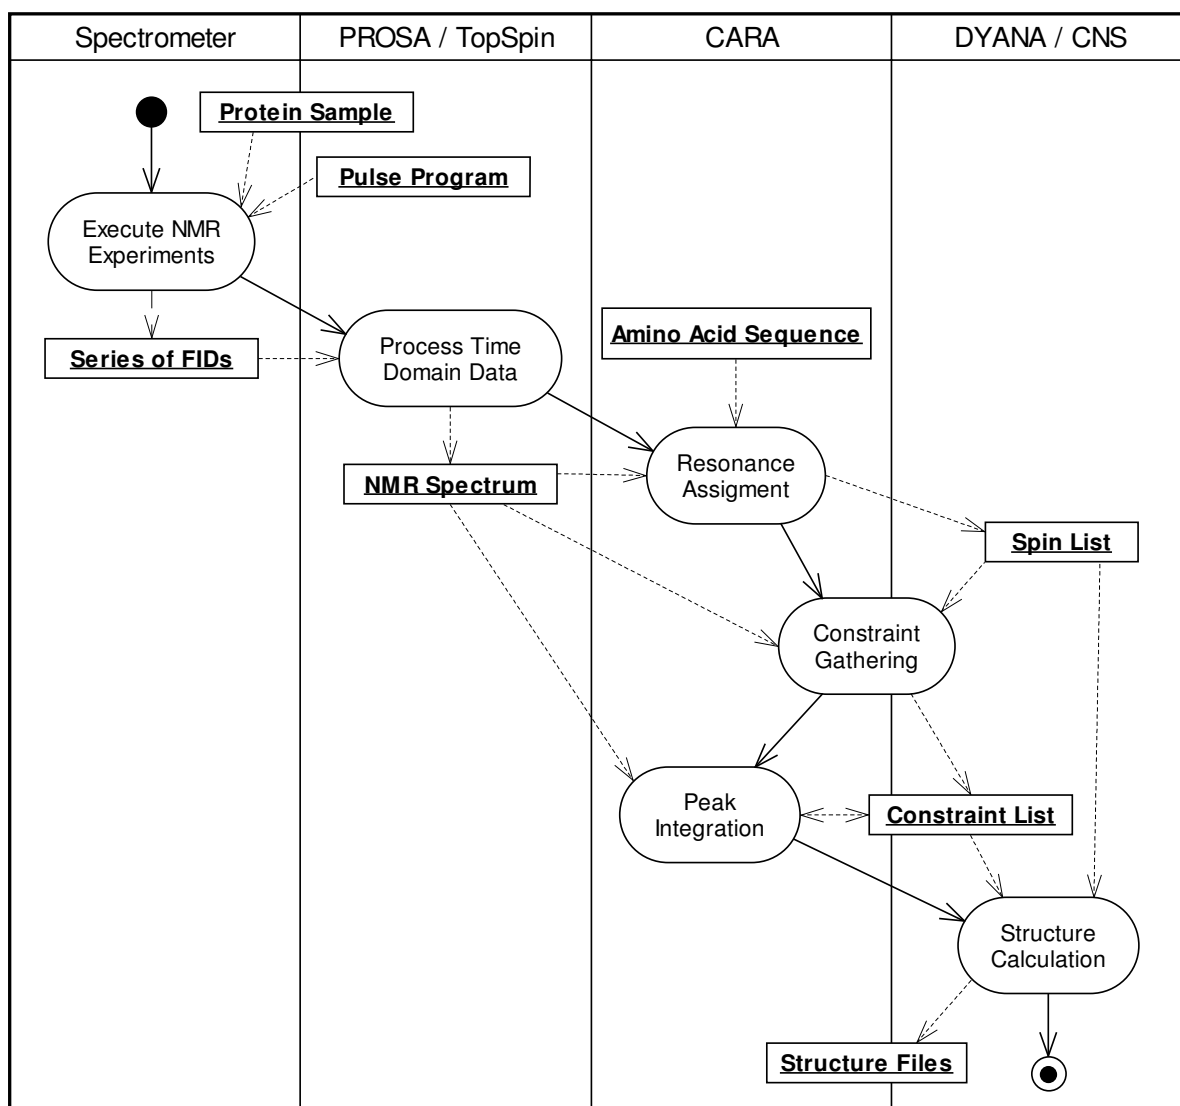 Spectrometer
PROSA / TopSpin
CARA
DYANA / CNS
Protein Sample
Pulse Program
Execute NMR
Experiments
Series of FIDs
Process Time
Domain Data
Amino Acid Sequence
NMR Spectrum
Resonance
Assigment
Spin List
Constraint
Gathering
Peak
Integration
Constraint List
Structure
Calculation
Structure Files